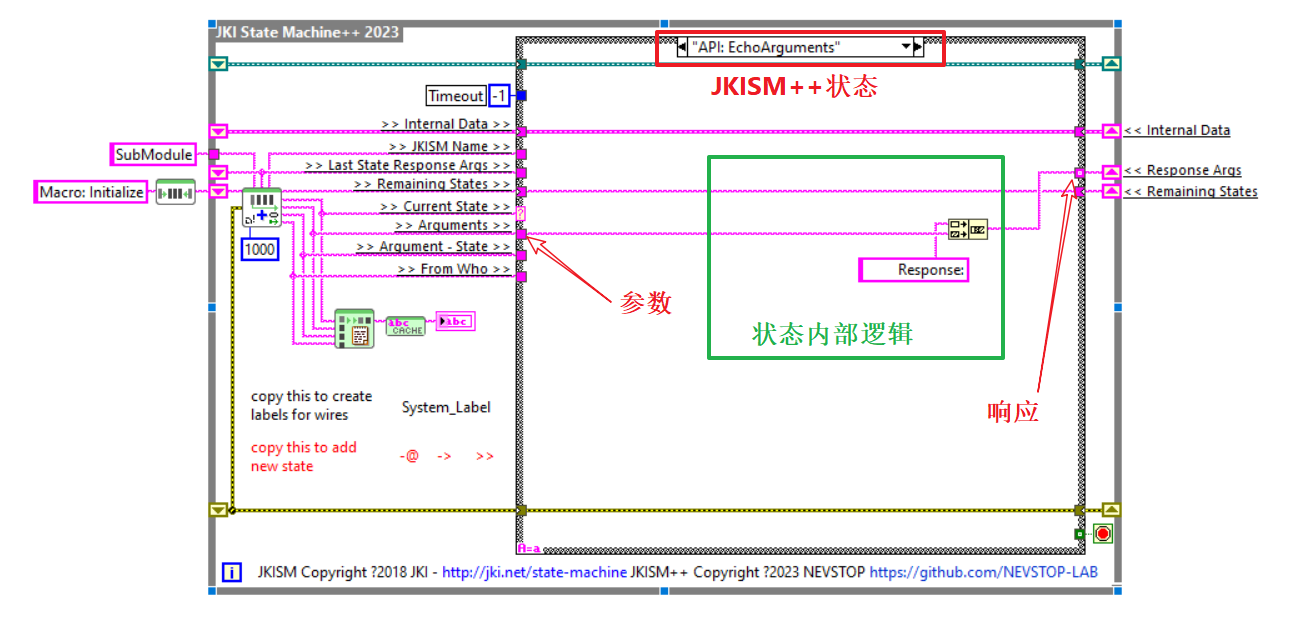 JKI State Machine++ 2023
"API: EchoArguments"
JKISM++状态
Timeout -1
>> Internal Data >>
<< Internal Data
SubModule
>> JKISM Name >>
>> Last State Response Args >>
<< Response Args
Macro: Initialize
>> Remaining States >>
<< Remaining States
>> Current State >>
?
>> Arguments >>
1000
>> Argument - State >>
>> From Who >>
Response:
参数
abc
CACHE
abc
状态内部逻辑
响应
copy this to create
labels for wires
System_Label
copy this to add
new state
-@ -> >>
A=a
i
JKISM Copyright ?2018 JKI - http://jki.net/state-machine JKISM++ Copyright ?2023 NEVSTOP https://github.com/NEVSTOP-LAB